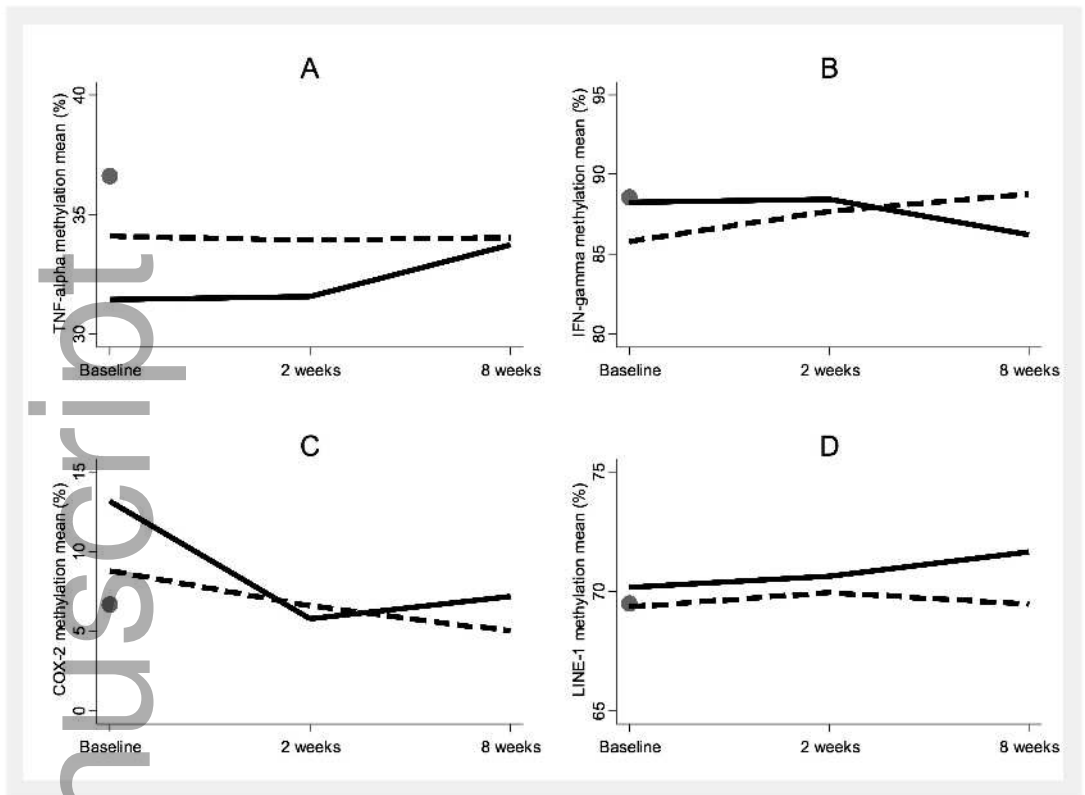 A
TNF-alpha methylation mean (%)
40
35
30
Baseline
2 weeks
8 weeks
B
IFN-gamma methylation mean (%)
95
90
85
80
Baseline
2 weeks
8 weeks
C
COX-2 methylation mean (%)
15
10
5
0
Baseline
2 weeks
8 weeks
D
LINE-1 methylation mean (%)
75
70
65
Baseline
2 weeks
8 weeks
nuscript